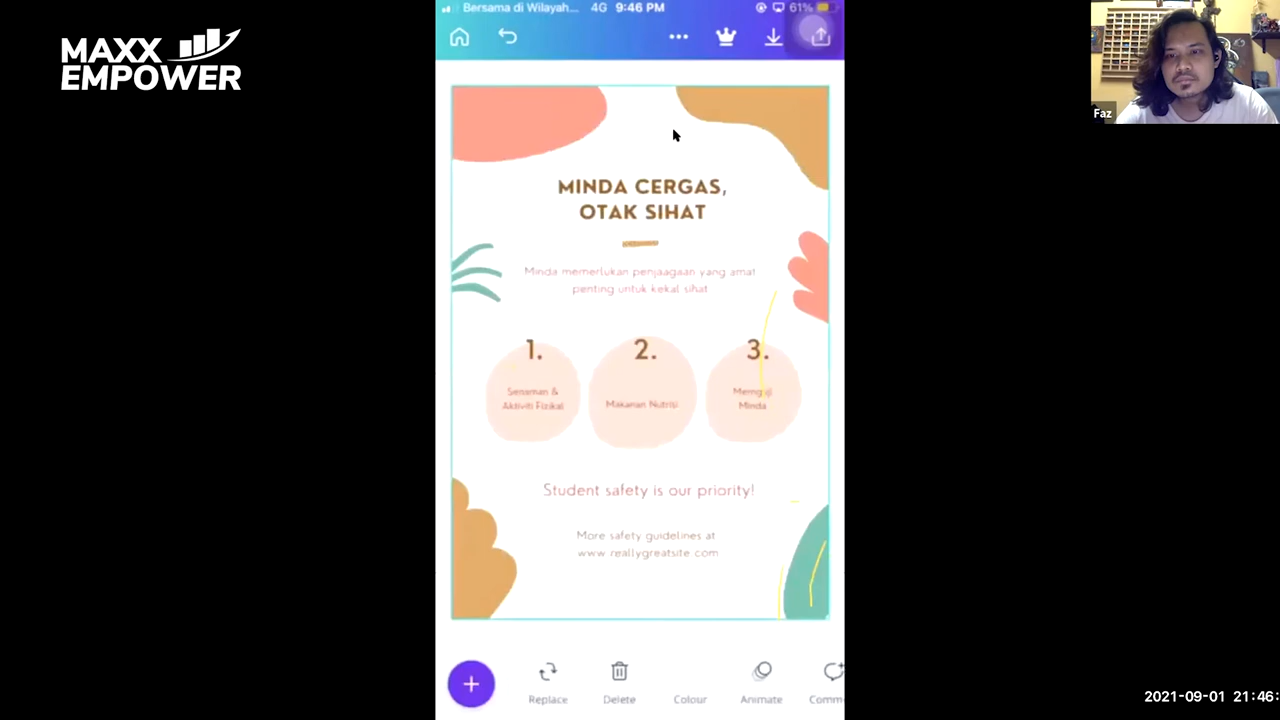 MAXX
EMPOWER
Bersama di Wilayah... 4G 9:46 PM 61%
MINDA CERGAS,
OTAK SIHAT
Minda memerlukan penjaagaan yang amat
penting untuk kekal sihat
1.
Senaman &
Aktiviti Fizikal
2.
Makanan Nutrisi
3.
Minda
Student safety is our priority!
More safety guidelines at
www reallygreatsite com
Replace
Delete
Colour
Animate
Comm
Faz
2021-09-01 21:46: